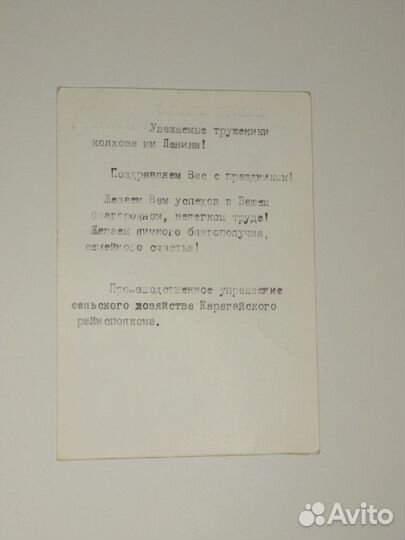 Уважаемые труженики
колхоза им Ленина!
Поздравляем Вас с праздником!
Желаем Вам успехов в Вашем
благородном, нелегком труде!
Желаем личного благополучия,
семейного счастья!
Производственное управление
сельского хозяйства Карагайского
райисполкома.
Avito